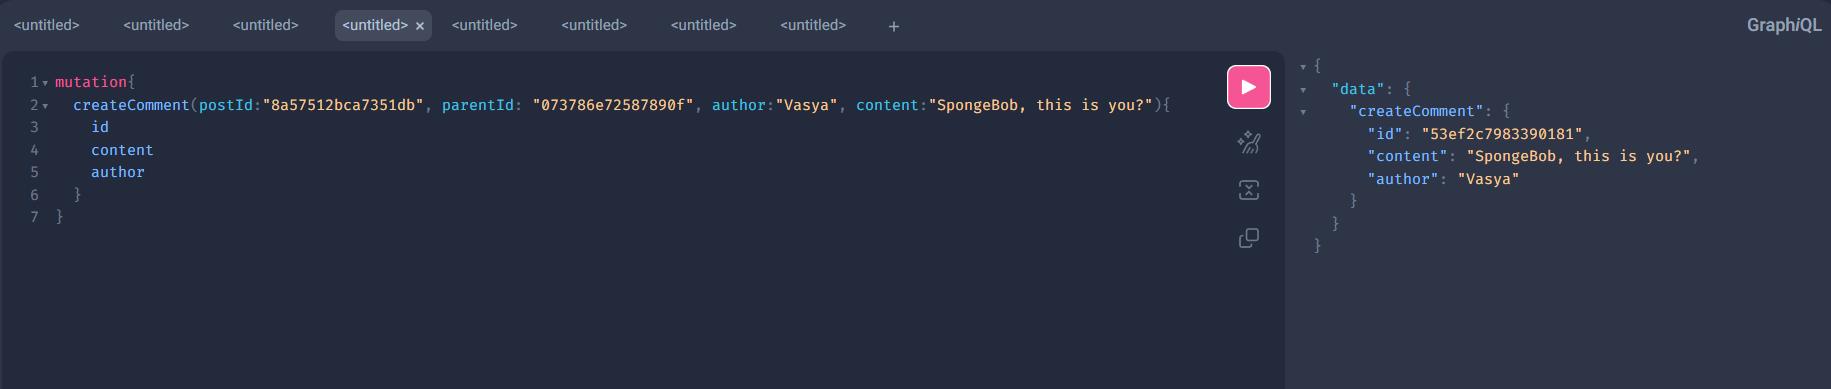 <untitled> <untitled> <untitled> <untitled> × <untitled> <untitled> <untitled> <untitled> + GraphiQL
1 mutation{
2 createComment(postId:"8a57512bca7351db", parentId: "073786e72587890f", author:"Vasya", content:"SpongeBob, this is you?"){
3 id
4 content
5 author
6 }
7 }
{
"data": {
"createComment": {
"id": "53ef2c7983390181",
"content": "SpongeBob, this is you?",
"author": "Vasya"
}
}
}